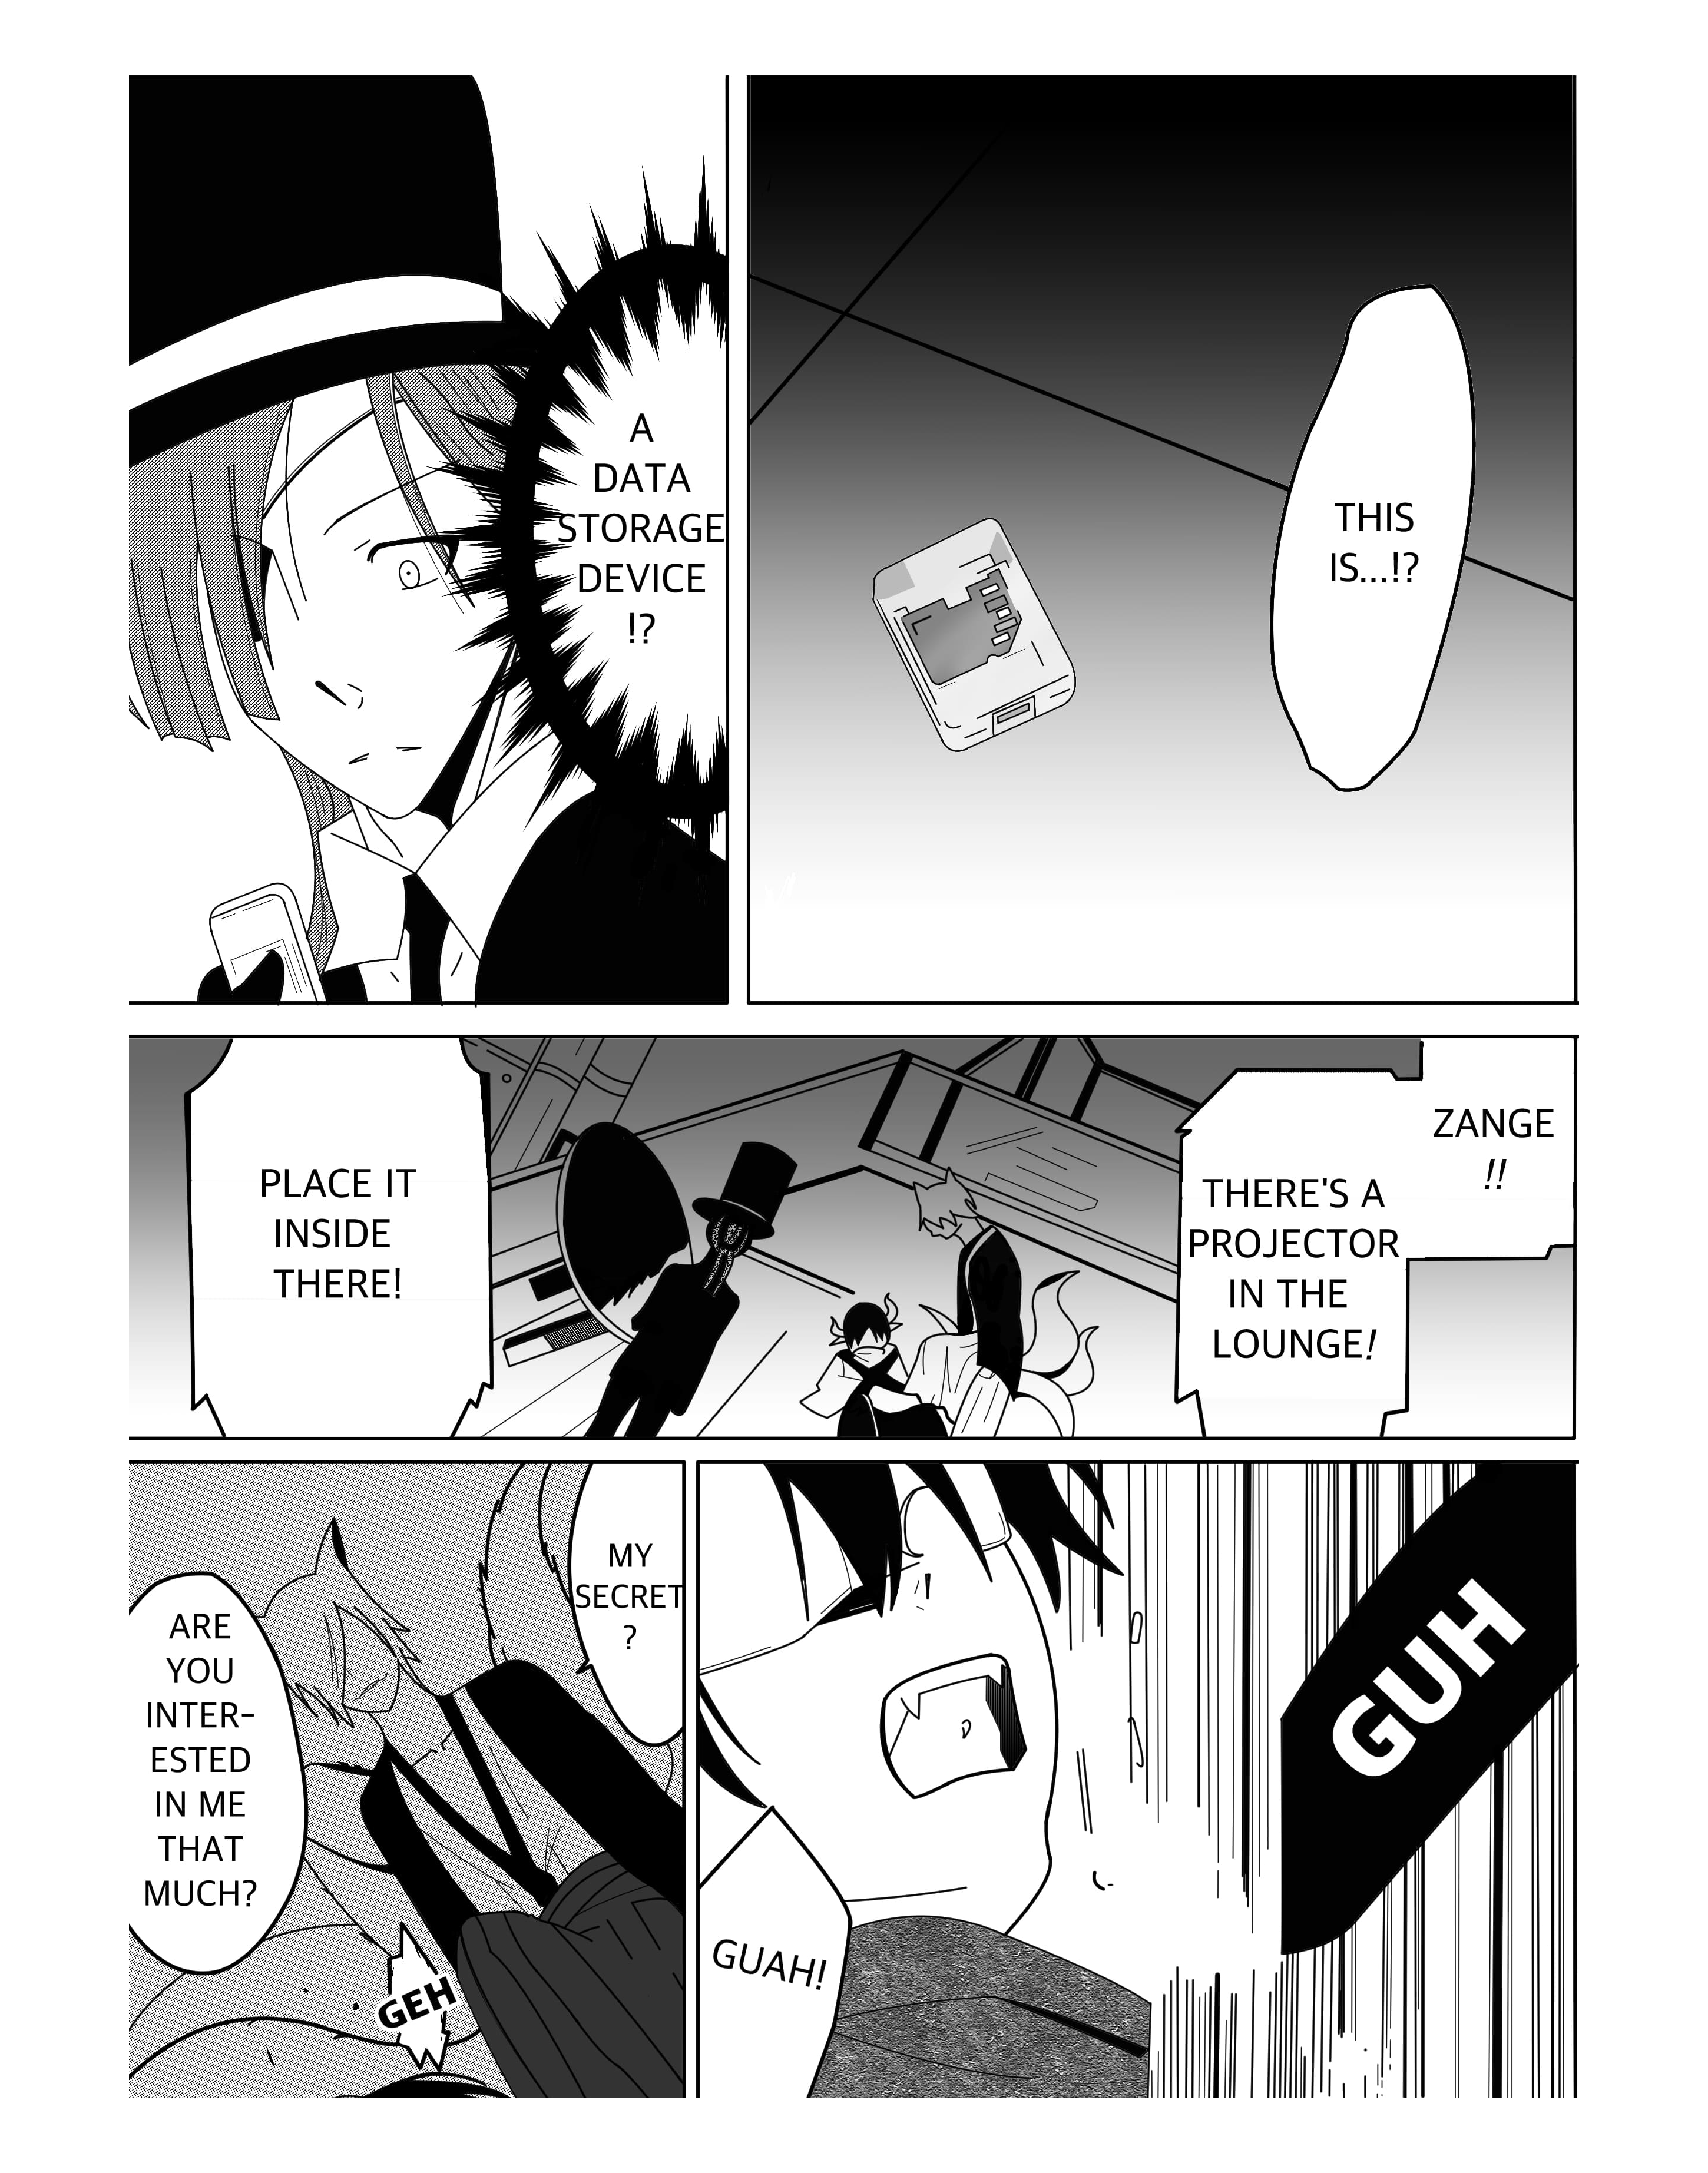 THIS
IS...!?
A
DATA
STORAGE
DEVICE
!?
ZANGE
!!
THERE'S A
PROJECTOR
IN THE
LOUNGE!
PLACE IT
INSIDE
THERE!
GUH
GUAH!
MY
SECRET
?
ARE
YOU
INTER-
ESTED
IN ME
THAT
MUCH?
GEH